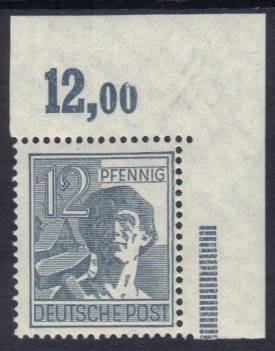 12,00
12 PFENNIG
DEUTSCHE POST